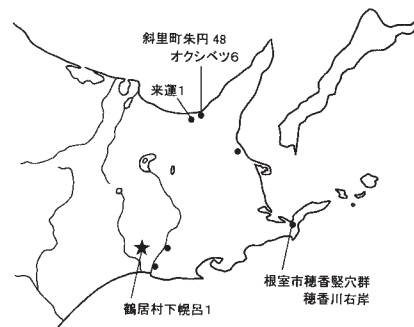 斜里町朱円 48
オクシベツ6
来運1
根室市穂香竪穴群
穂香川右岸
鶴居村下幌呂1